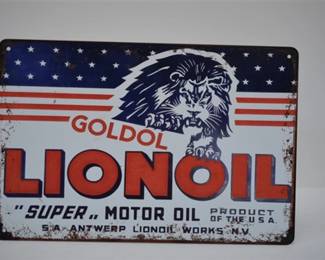 GOLDOL
LIONOIL
"SUPER„ MOTOR OIL PRODUCT
OF THE U.S.A.
S.A. ANTWERP LIONOIL WORKS N.V.